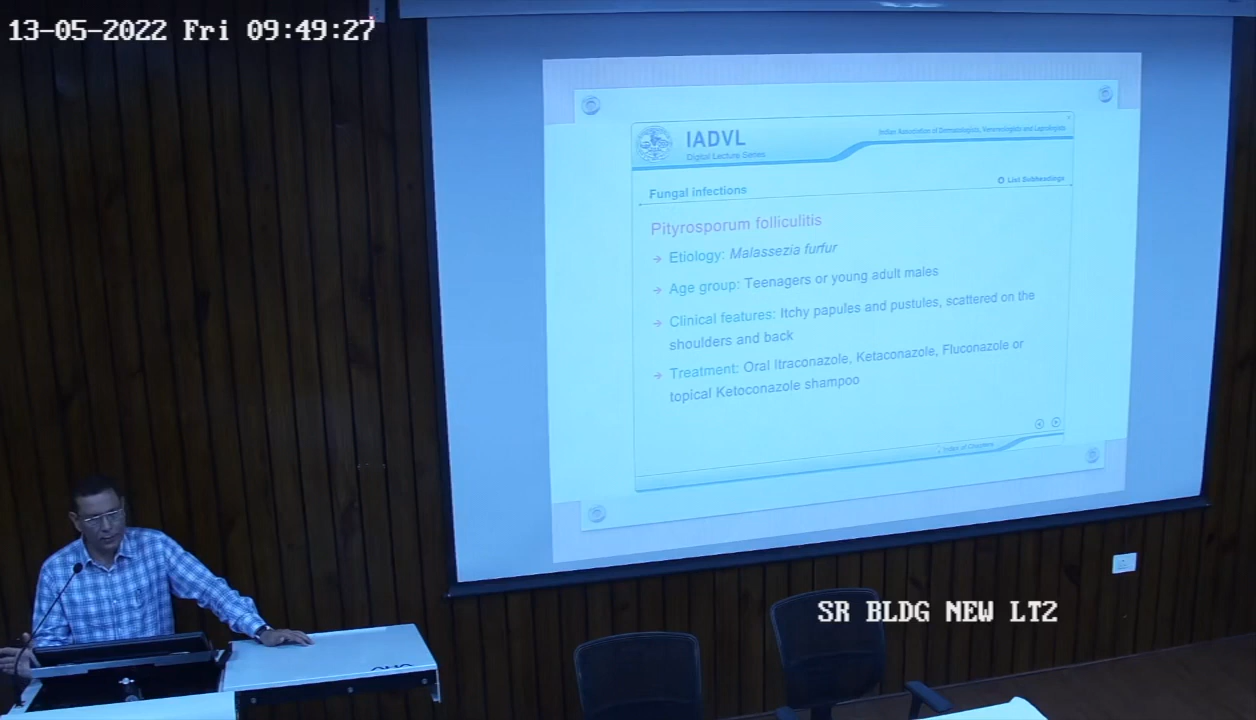 13-05-2022 Fri 09:49:27
IADVL
Digital Lecture Series
Indian Association of Dermatologists, Venereologists and Leprologists
Fungal infections
List Subheadings
Pityrosporum folliculitis
→ Etiology: Malassezia furfur
→ Age group: Teenagers or young adult males
→ Clinical features: Itchy papules and pustules, scattered on the
shoulders and back
→ Treatment: Oral Itraconazole, Ketaconazole, Fluconazole or
topical Ketoconazole shampoo
Index of Chapters
SR BLDG NEW LT2
AHA